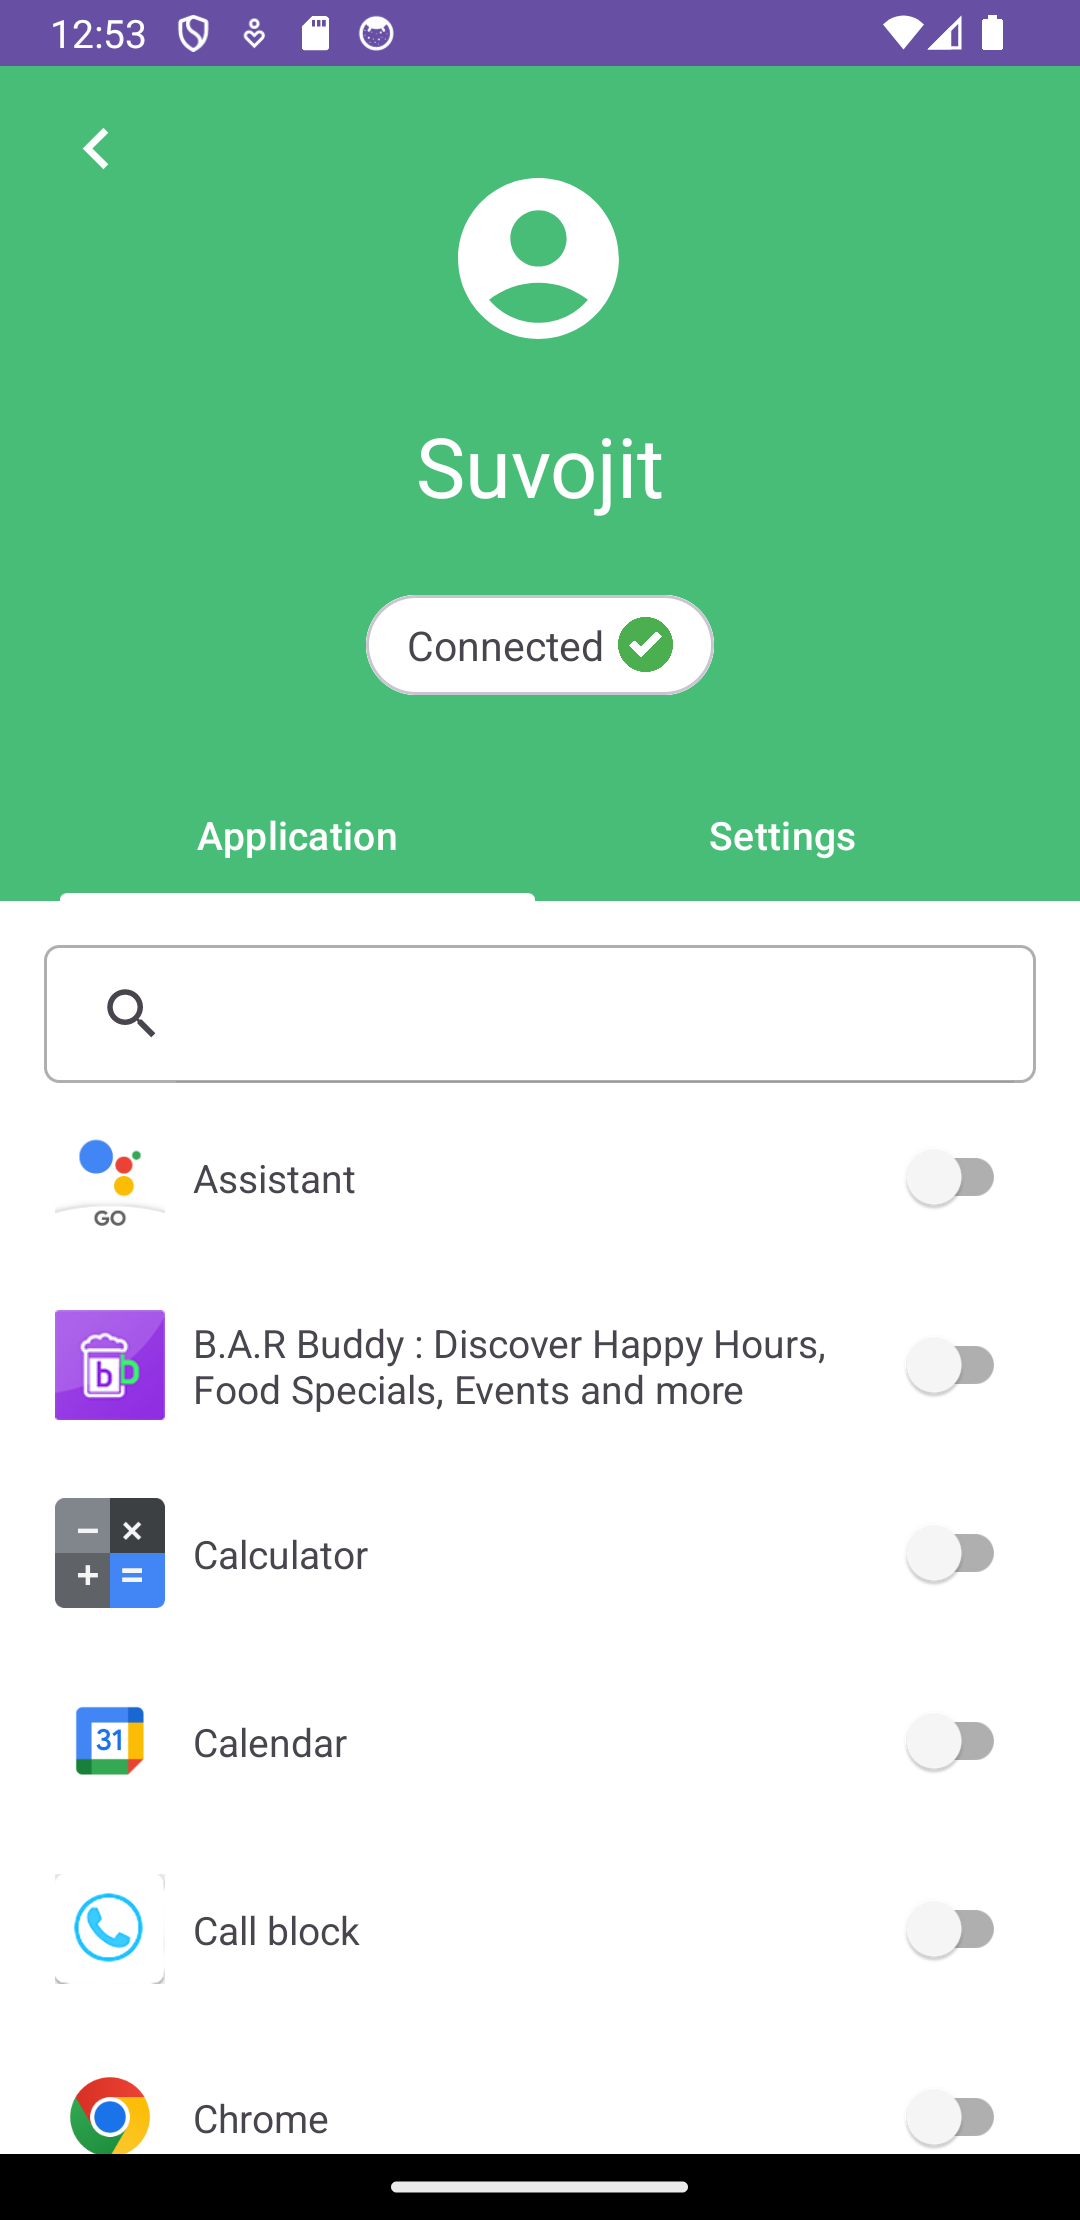 12:53
Suvojit
Connected
Application
Settings
GO
Assistant
B.A.R Buddy : Discover Happy Hours,
Food Specials, Events and more
b b
− ×
+ =
Calculator
31
Calendar
Call block
Chrome